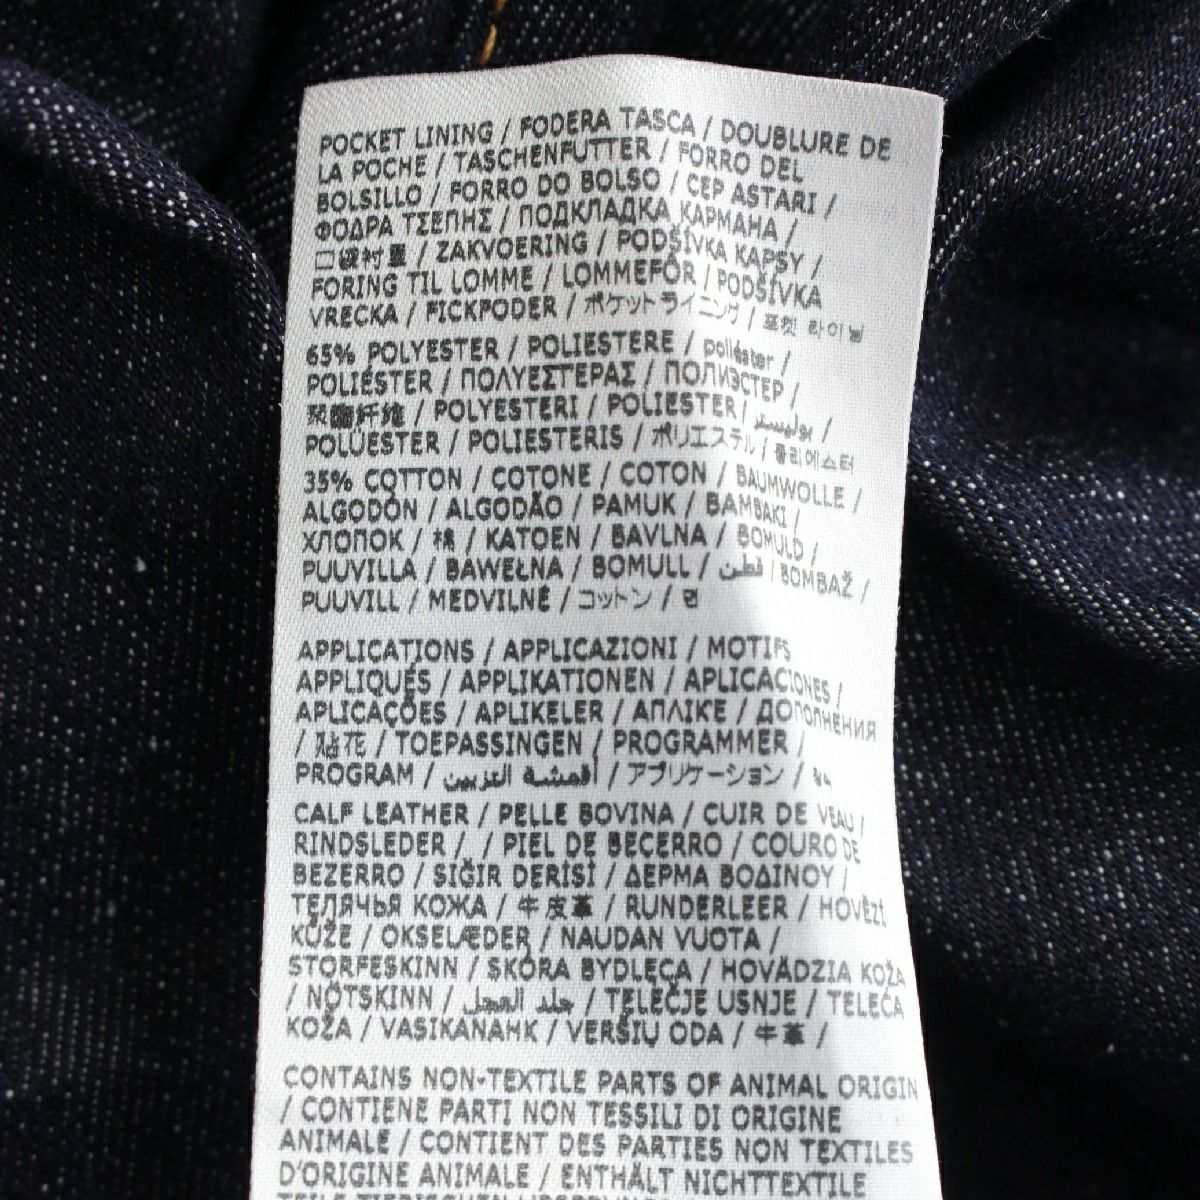 POCKET LINING / FODERA TASCA / DOUBLURE DE
LA POCHE / TASCHENFUTTER / FORRO DEL
BOLSILLO / FORRO DO BOLSO / CEP ASTARI /
ΦΟΔΡΑ ΤΣΕΠΗΣ / ПОДКЛАДКА КАРМАНА /
口袋衬里 / ZAKVOERING / PODŠÍVKA KAPSY /
FORING TIL LOMME / LOMMEFÔR / PODŠÍVKA
VRECKA / FICKFODER / ポケットライニング / 포켓 라이닝
65% POLYESTER / POLIESTERE / poliéster /
POLIÉSTER / ΠΟΛΥΕΣΤΕΡΑΣ / ПОЛИЭСТЕР /
聚酯纤维 / POLYESTERI / POLIESTER / بوليستر /
POLÜESTER / POLIESTERIS / ポリエステル / 폴리에스터
35% COTTON / COTONE / COTON / BAUMWOLLE /
ALGODÓN / ALGODÃO / PAMUK / ΒΑΜΒΑΚΙ /
ХЛОПОК / 棉 / KATOEN / BAVLNA / BOMULD /
PUUVILLA / BAWEŁNA / BOMULL / قطن / BOMBAŽ /
PUUVILL / MEDVILNĖ / コットン / 면
APPLICATIONS / APPLICAZIONI / MOTIFS
APPLIQUÉS / APPLIKATIONEN / APLICACIONES /
APLICAÇÕES / APLIKELER / ΑΠΛΙΚΕ / ДОПОЛНЕНИЯ
/ 贴花 / TOEPASSINGEN / PROGRAMMER /
PROGRAM / أقمشة التزيين / アプリケーション /
CALF LEATHER / PELLE BOVINA / CUIR DE VEAU /
RINDSLEDER / / PIEL DE BECERRO / COURO DE
BEZERRO / SIĞIR DERİSİ / ΔΕΡΜΑ ΒΟΔΙΝΟΥ /
ТЕЛЯЧЬЯ КОЖА / 牛皮革 / RUNDERLEER / HOVĚZÍ
KŮŽE / OKSELÆDER / NAUDAN VUOTA /
STORFESKINN / SKÓRA BYDLĘCA / HOVÄDZIA KOŽA
/ NÖTSKINN / جلد العجل / TELEČJE USNJE / TELEĆA
KOŽA / VASIKANAHK / VERŠIŲ ODA / 牛革 /
CONTAINS NON-TEXTILE PARTS OF ANIMAL ORIGIN
/ CONTIENE PARTI NON TESSILI DI ORIGINE
ANIMALE / CONTIENT DES PARTIES NON TEXTILES
D'ORIGINE ANIMALE / ENTHÄLT NICHTTEXTILE